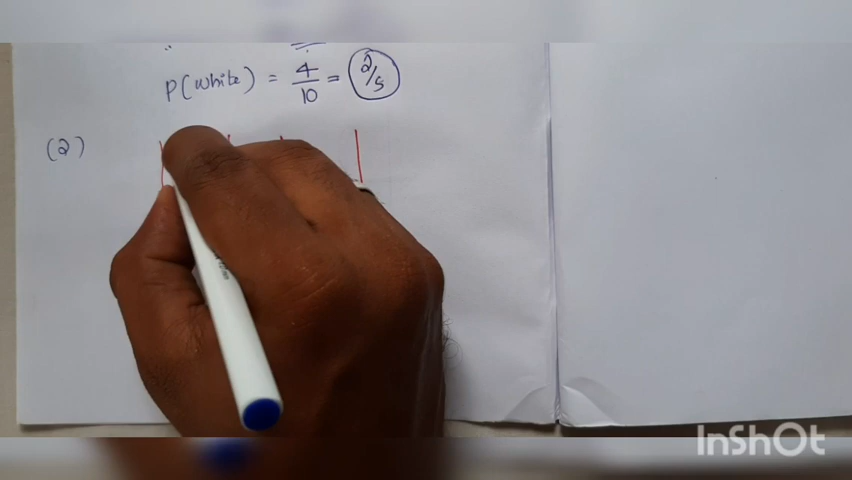 P(white) = 4/10 = 2/5
(2)
InShOt